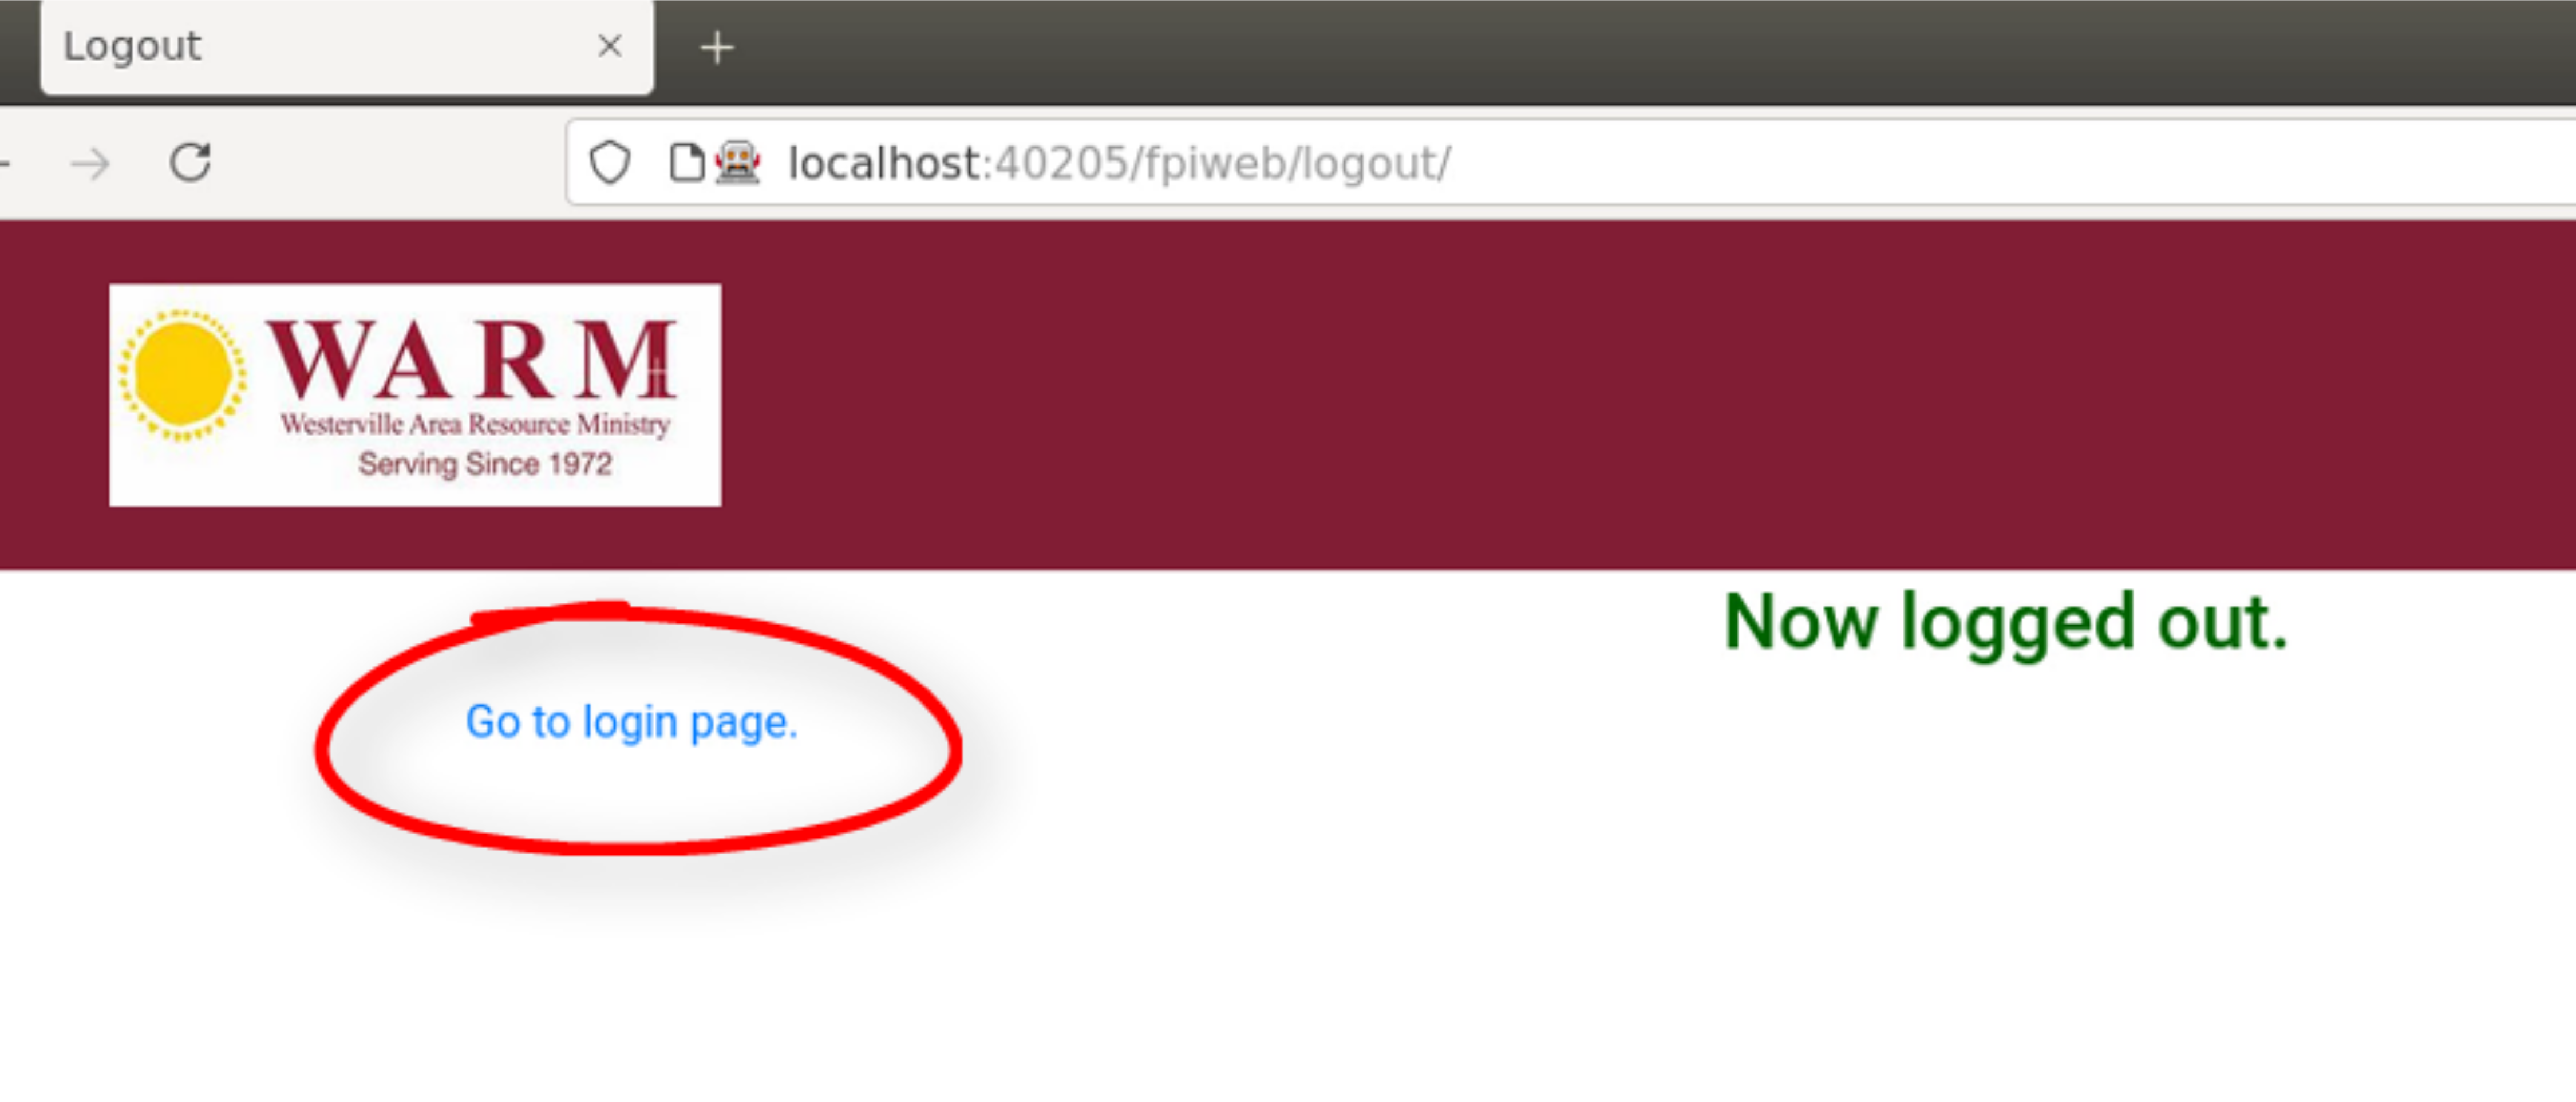 Logout
localhost:40205/fpiweb/logout/
WARM
Westerville Area Resource Ministry
Serving Since 1972
Now logged out.
Go to login page.